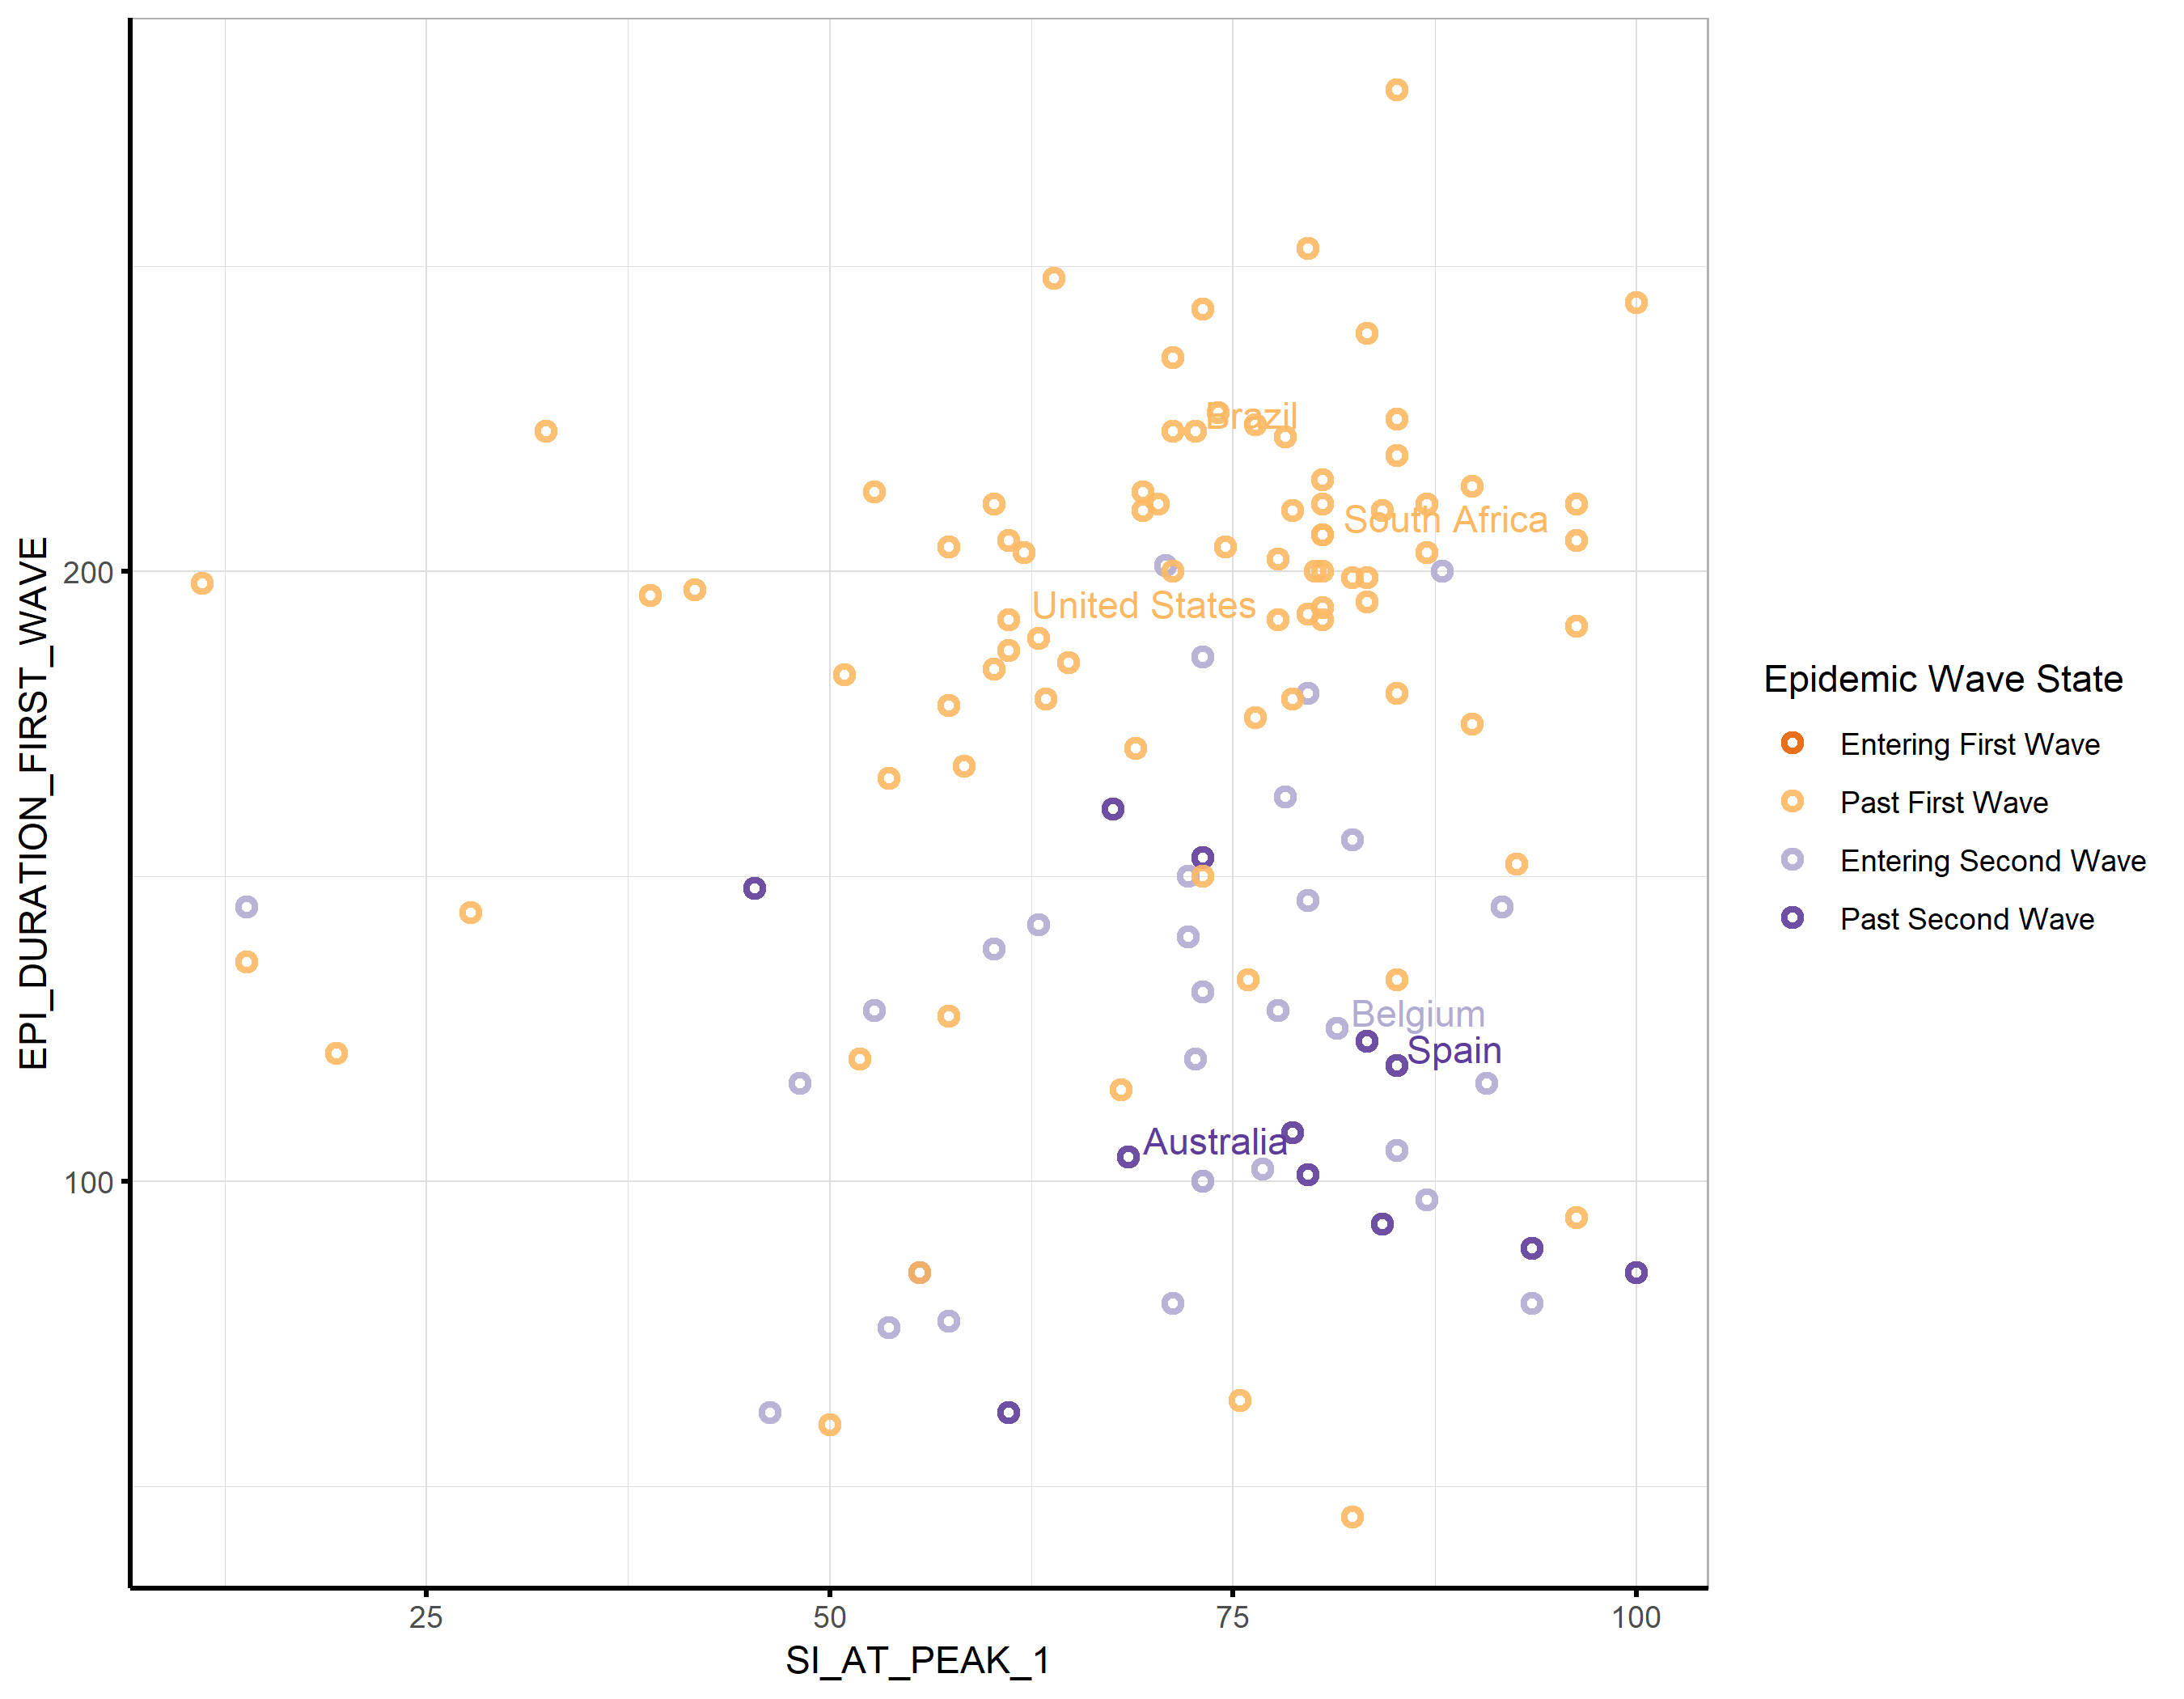 EPI_DURATION_FIRST_WAVE
200
100
Brazil
South Africa
United States
Belgium
Spain
Australia
25
50
75
100
SI_AT_PEAK_1
Epidemic Wave State
Entering First Wave
Past First Wave
Entering Second Wave
Past Second Wave